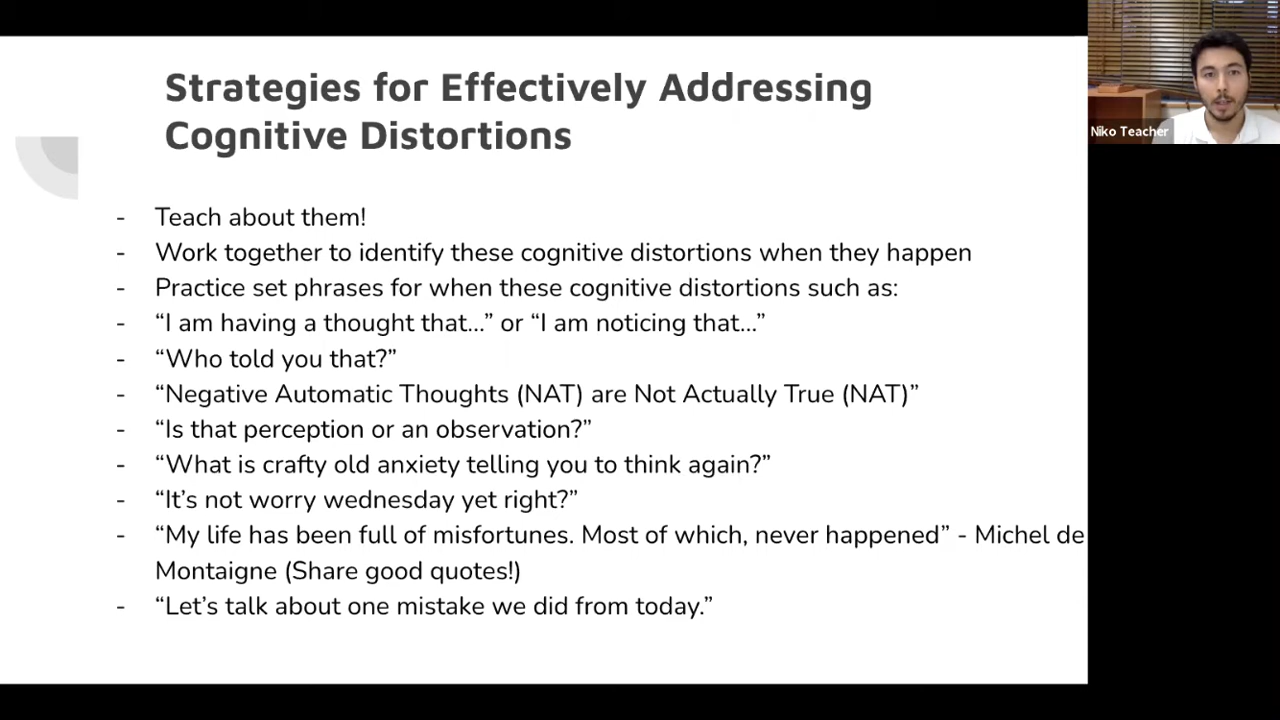 Strategies for Effectively Addressing
Cognitive Distortions
- Teach about them!
- Work together to identify these cognitive distortions when they happen
- Practice set phrases for when these cognitive distortions such as:
- “I am having a thought that...” or “I am noticing that...”
- “Who told you that?”
- “Negative Automatic Thoughts (NAT) are Not Actually True (NAT)”
- “Is that perception or an observation?”
- “What is crafty old anxiety telling you to think again?”
- “It’s not worry wednesday yet right?”
- “My life has been full of misfortunes. Most of which, never happened” - Michel de
Montaigne (Share good quotes!)
- “Let’s talk about one mistake we did from today.”
Niko Teacher